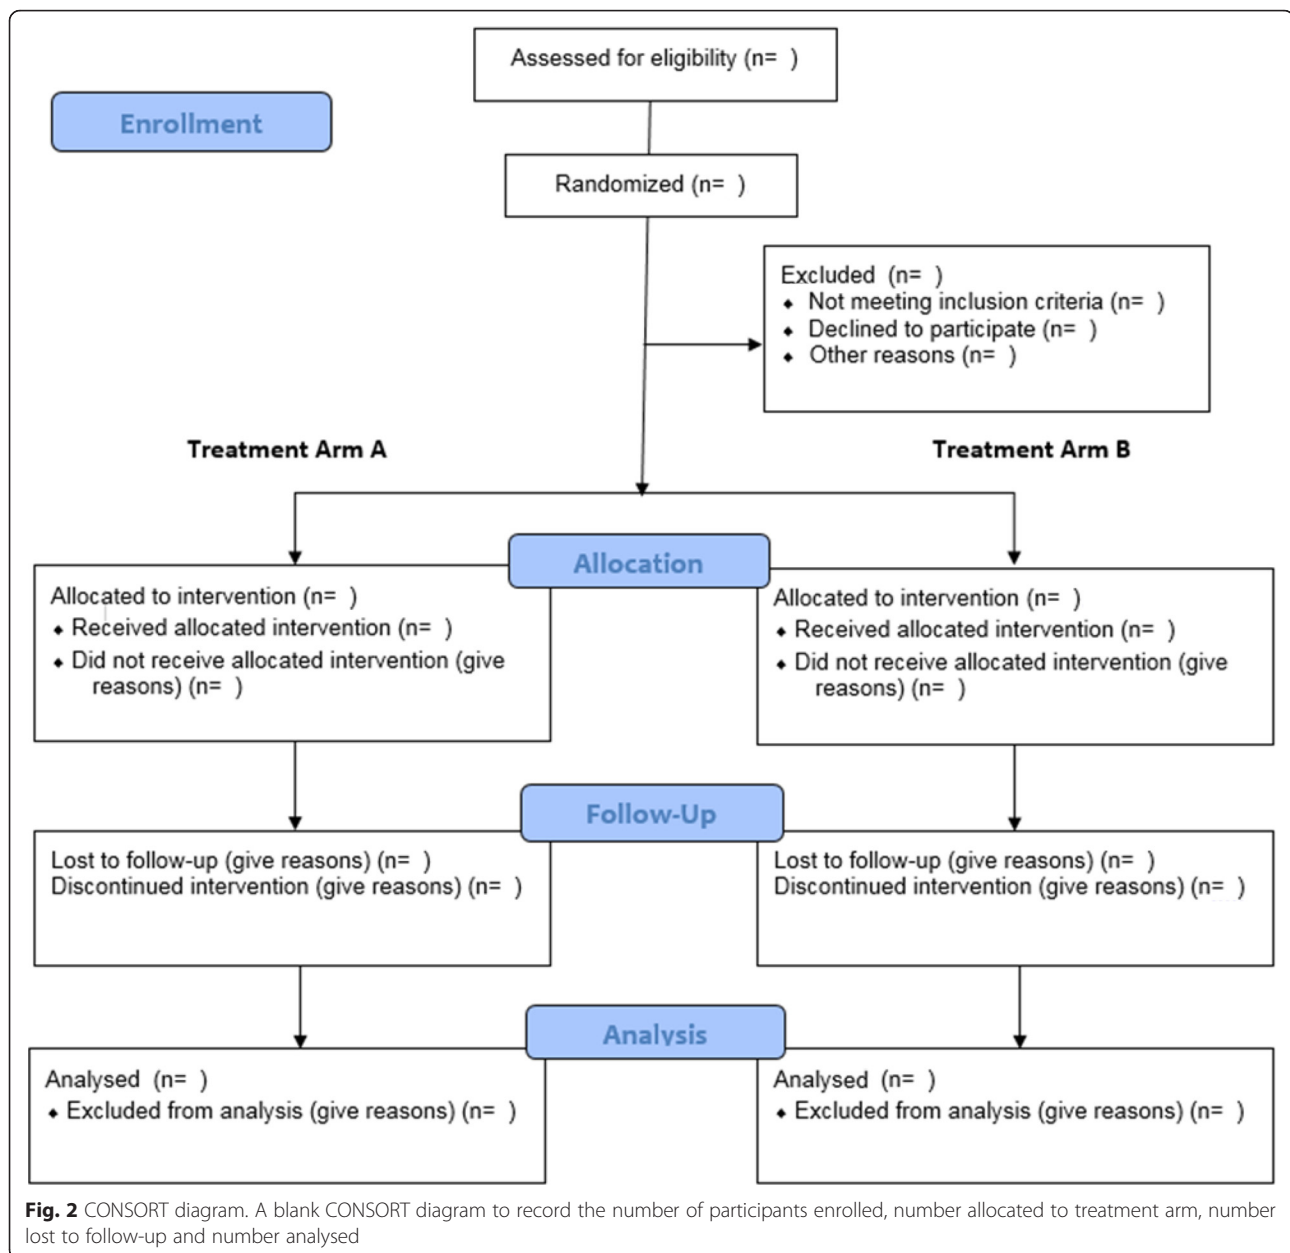 Assessed for eligibility (n=  )
Enrollment
Randomized (n=  )
Excluded  (n=  )
⬥ Not meeting inclusion criteria (n=  )
⬥ Declined to participate (n=  )
⬥ Other reasons (n=  )
Treatment Arm A
Treatment Arm B
Allocation
Allocated to intervention (n=  )
⬥ Received allocated intervention (n=  )
⬥ Did not receive allocated intervention (give
reasons) (n=  )
Allocated to intervention (n=  )
⬥ Received allocated intervention (n=  )
⬥ Did not receive allocated intervention (give
reasons) (n=  )
Follow-Up
Lost to follow-up (give reasons) (n=  )
Discontinued intervention (give reasons) (n=  )
Lost to follow-up (give reasons) (n=  )
Discontinued intervention (give reasons) (n=  )
Analysis
Analysed  (n=  )
⬥ Excluded from analysis (give reasons) (n=  )
Analysed  (n=  )
⬥ Excluded from analysis (give reasons) (n=  )
Fig. 2 CONSORT diagram. A blank CONSORT diagram to record the number of participants enrolled, number allocated to treatment arm, number
lost to follow-up and number analysed